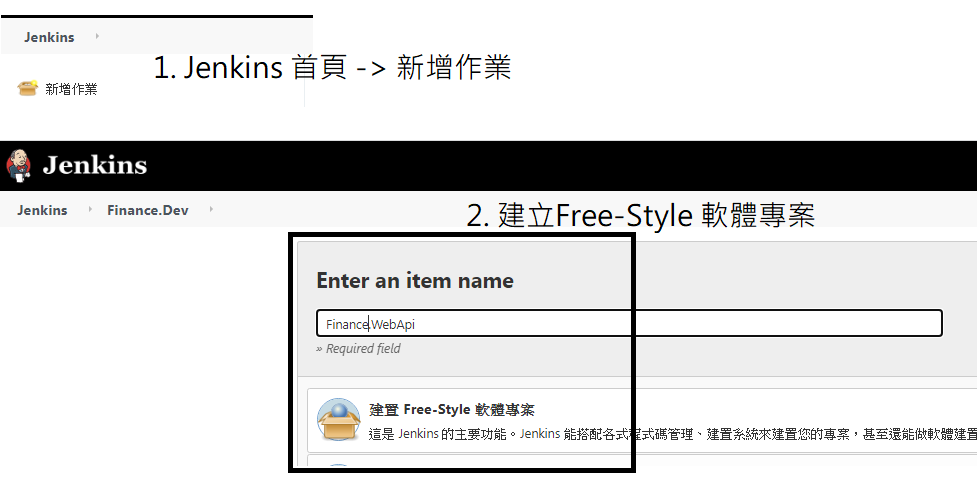 Jenkins
1. Jenkins 首頁 -> 新增作業
新增作業
Jenkins
Jenkins Finance.Dev
2. 建立Free-Style 軟體專案
Enter an item name
Finance.WebApi
» Required field
建置 Free-Style 軟體專案
這是 Jenkins 的主要功能。Jenkins 能搭配各式程式碼管理、建置系統來建置您的專案，甚至還能做軟體建置